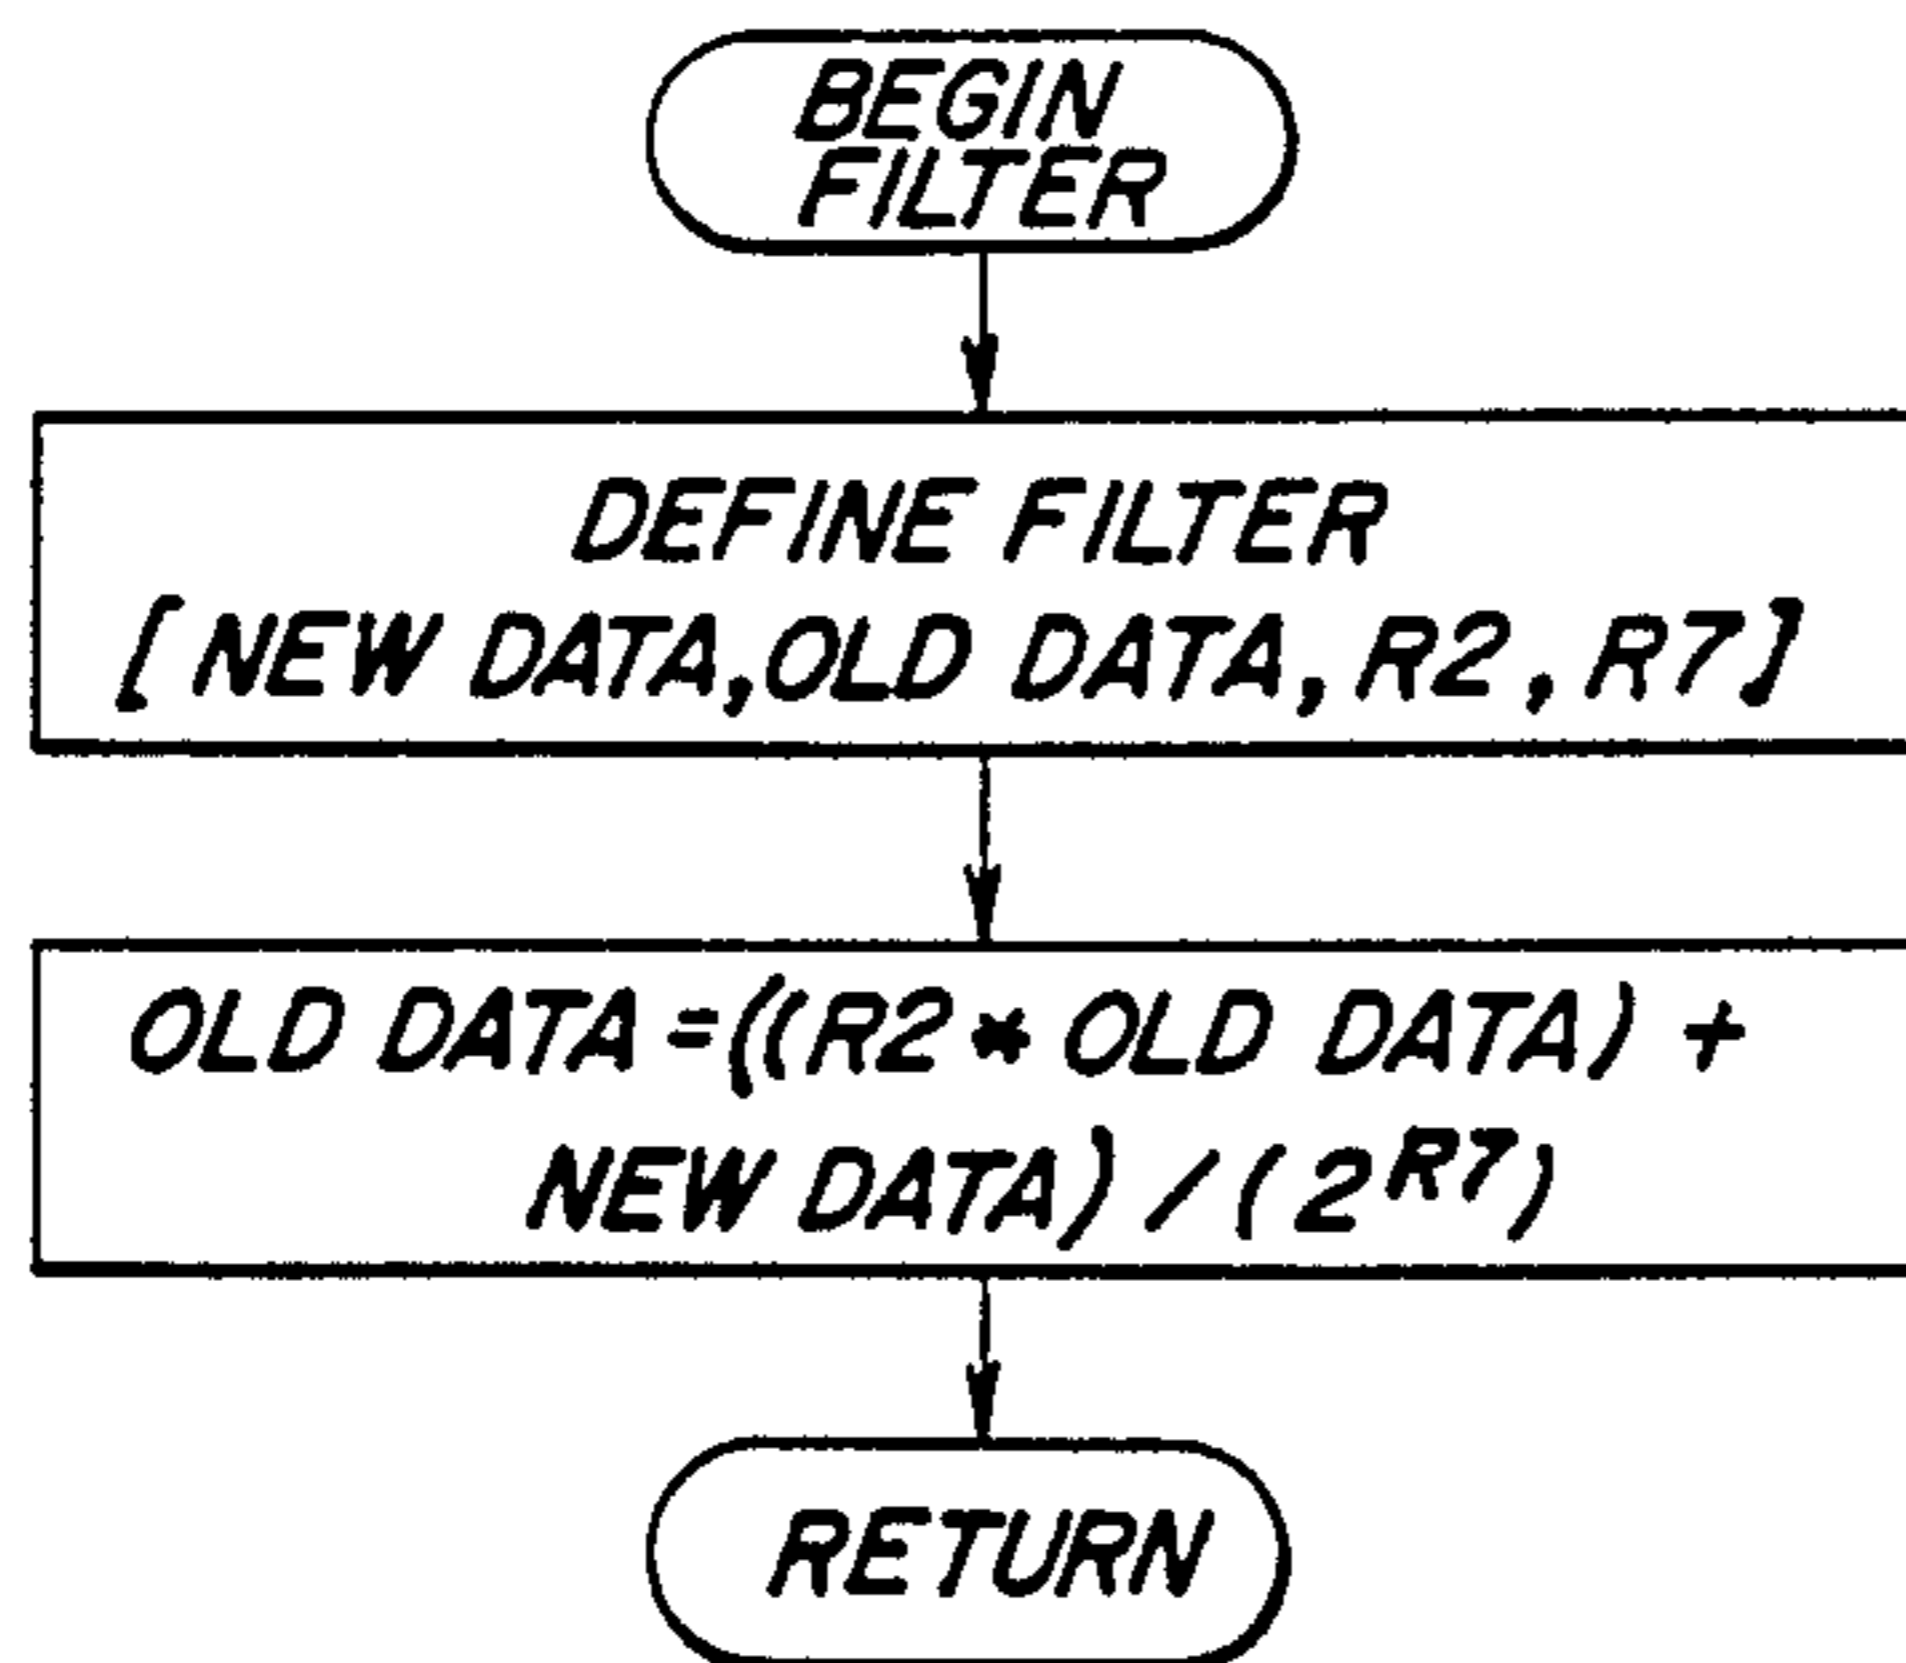 BEGIN
FILTER
DEFINE FILTER
[NEW DATA,OLD DATA, R2, R7]
OLD DATA =((R2* OLD DATA) +
NEW DATA) / (2^R7)
RETURN